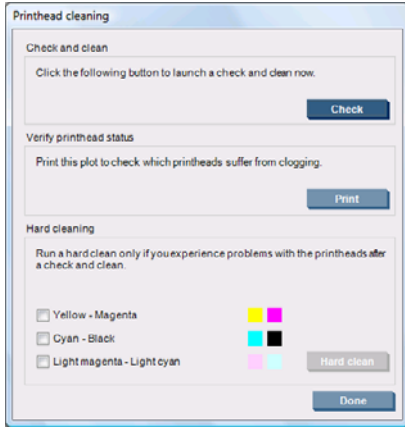 Printhead cleaning
Check and clean
Click the following button to launch a check and clean now.
Check
Verify printhead status
Print this plot to check which printheads suffer from clogging.
Print
Hard cleaning
Run a hard clean only if you experience problems with the printheads after
a check and clean.
Yellow - Magenta
Cyan - Black
Light magenta - Light cyan
Hard clean
Done